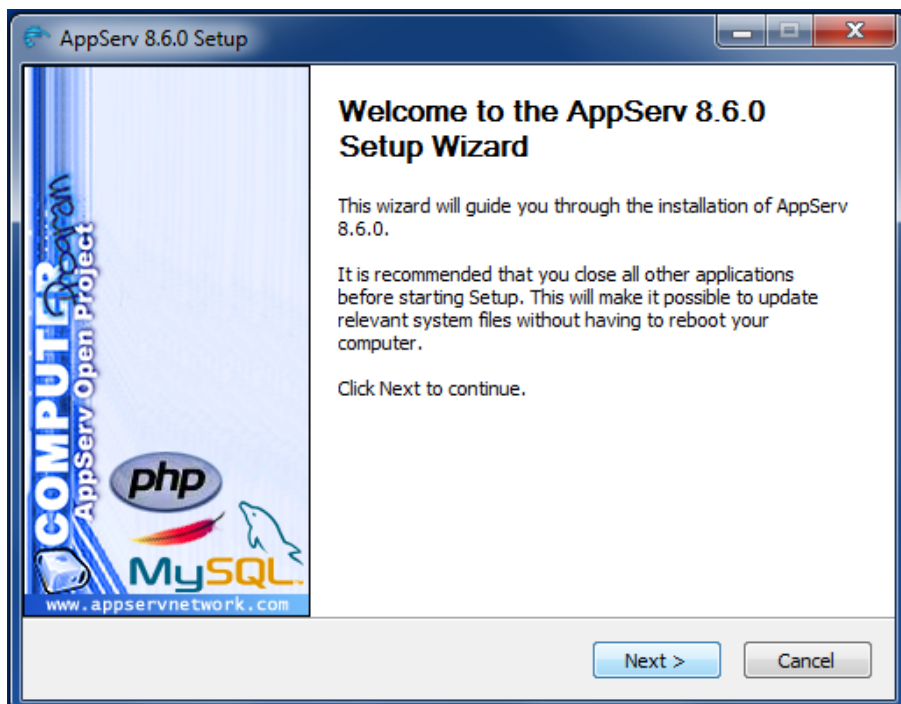 AppServ 8.6.0 Setup
Welcome to the AppServ 8.6.0
Setup Wizard
This wizard will guide you through the installation of AppServ
8.6.0.
It is recommended that you close all other applications
before starting Setup. This will make it possible to update
relevant system files without having to reboot your
computer.
Click Next to continue.
COMPUTER
Program
AppServ Open Project
php
MySQL
www.appservnetwork.com
Next >
Cancel